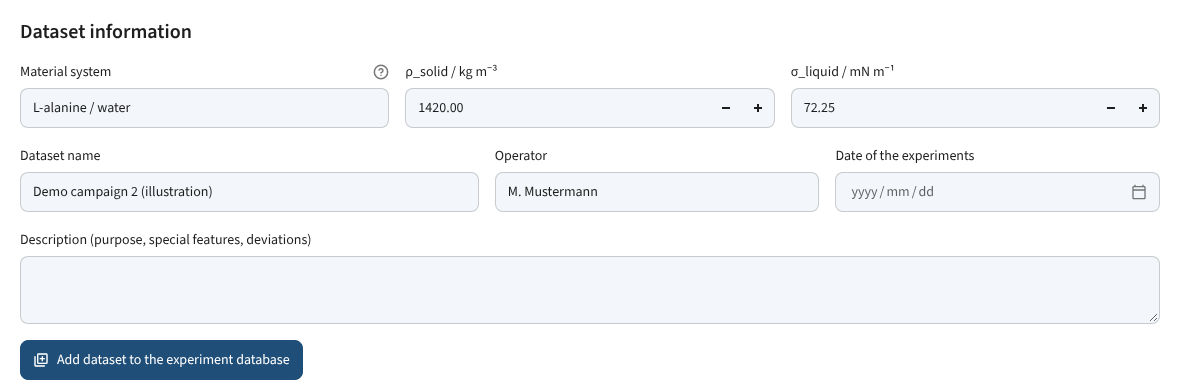 Dataset information
Material system
ρ_solid / kg m⁻³
σ_liquid / mN m⁻¹
L-alanine / water
1420.00
72.25
Dataset name
Operator
Date of the experiments
Demo campaign 2 (illustration)
M. Mustermann
yyyy / mm / dd
Description (purpose, special features, deviations)
Add dataset to the experiment database